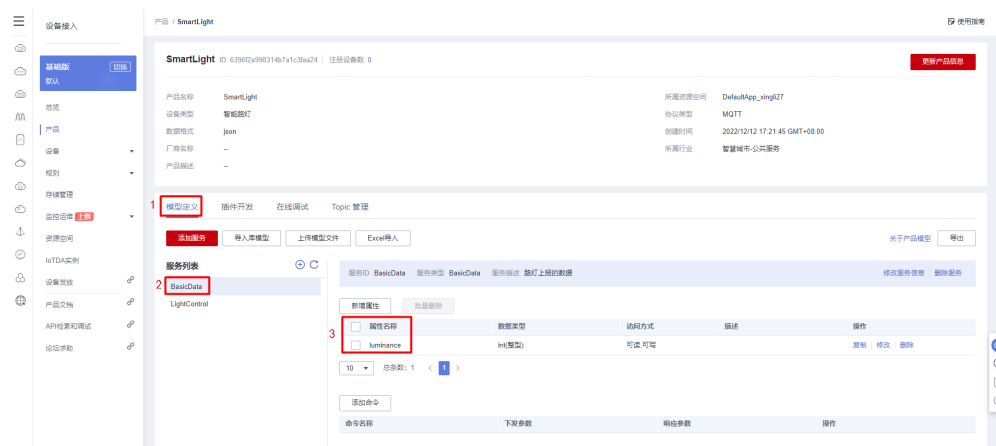 设备接入
产品 / SmartLight
使用指南
基础版
切换
默认
总览
产品
设备
规则
存储管理
监控运维 上新
资源空间
IoTDA实例
设备发放
产品文档
API检索和调试
论坛求助
SmartLight ID 6396f2a998314b7a1c3faa24 | 注册设备数: 0
更新产品信息
产品名称 SmartLight
所属资源空间 DefaultApp_xingli27
设备类型 智能路灯
协议类型 MQTT
数据格式 json
创建时间 2022/12/12 17:21:45 GMT+08:00
厂商名称 --
所属行业 智慧城市-公共服务
产品描述 --
1 模型定义 插件开发 在线调试 Topic 管理
添加服务 导入库模型 上传模型文件 Excel导入
关于产品模型 导出
服务列表
2 BasicData
LightControl
服务ID BasicData 服务类型 BasicData 服务描述 路灯上报的数据
修改服务信息 | 删除服务
新增属性 批量删除
3 属性名称 数据类型 访问方式 描述 操作
luminance int(整型) 可读,可写 复制 | 修改 | 删除
10 总条数: 1 < 1 >
添加命令
命令名称 下发参数 响应参数 操作